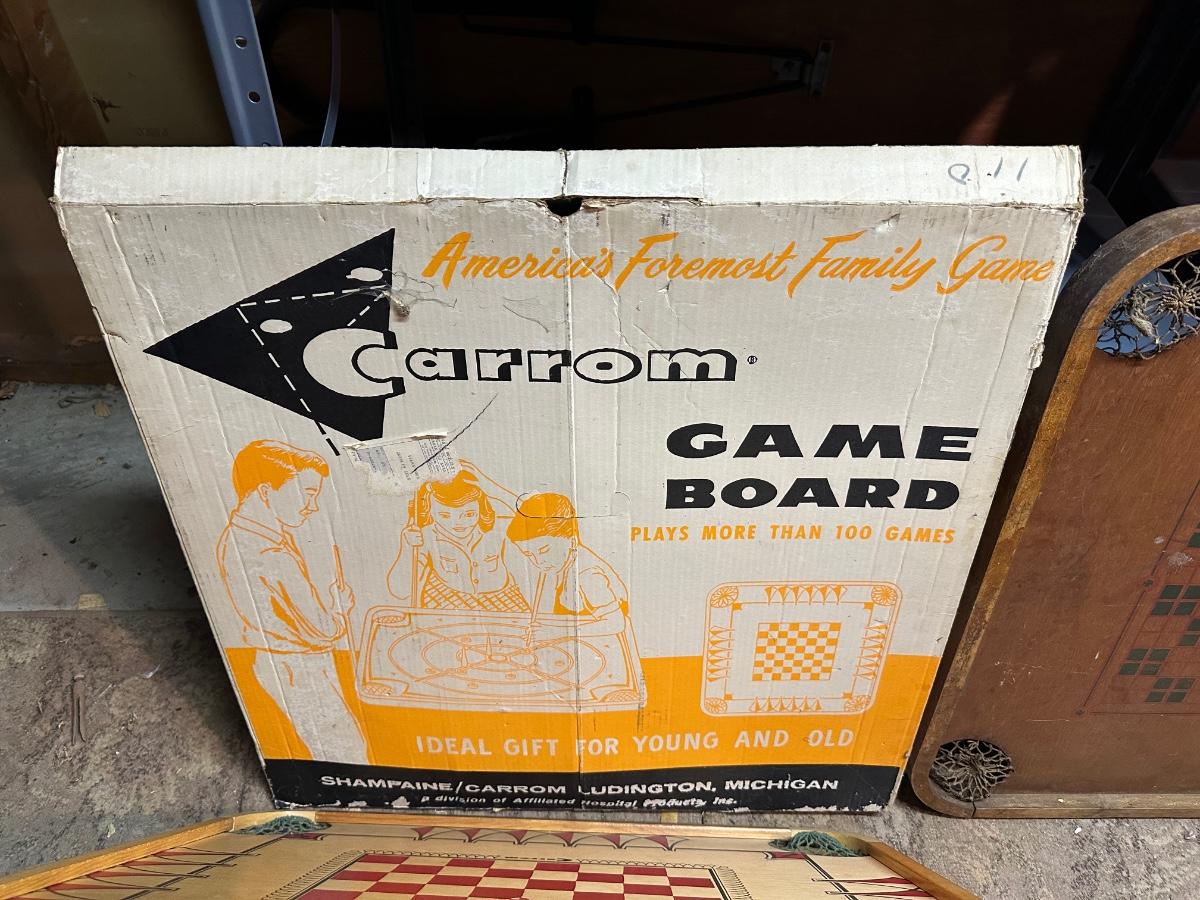 011
America's Foremost Family Game
Carrom®
GAME
BOARD
PLAYS MORE THAN 100 GAMES
IDEAL GIFT FOR YOUNG AND OLD
SHAMPAINE/CARROM LUDINGTON, MICHIGAN
a division of Affiliated Hospital Products Inc.